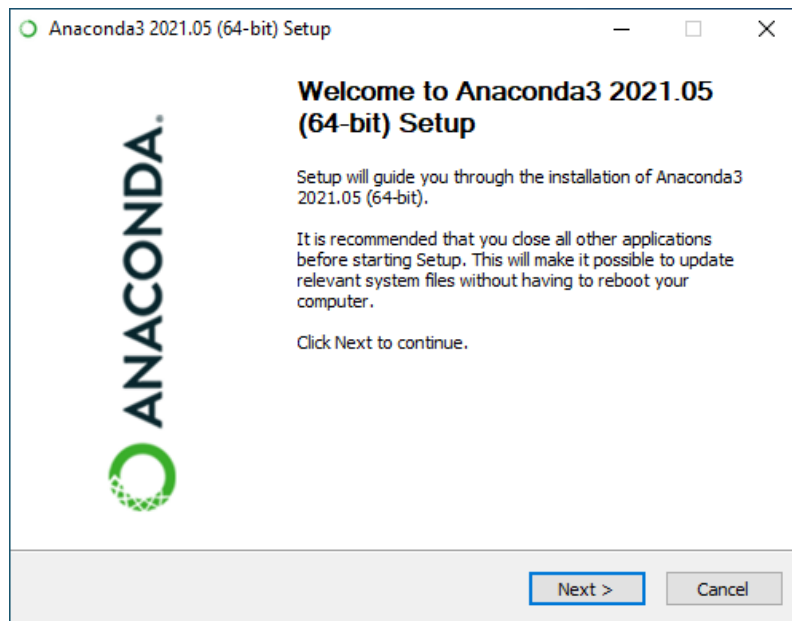 Anaconda3 2021.05 (64-bit) Setup
ANACONDA.
Welcome to Anaconda3 2021.05
(64-bit) Setup
Setup will guide you through the installation of Anaconda3
2021.05 (64-bit).
It is recommended that you close all other applications
before starting Setup. This will make it possible to update
relevant system files without having to reboot your
computer.
Click Next to continue.
Next >
Cancel